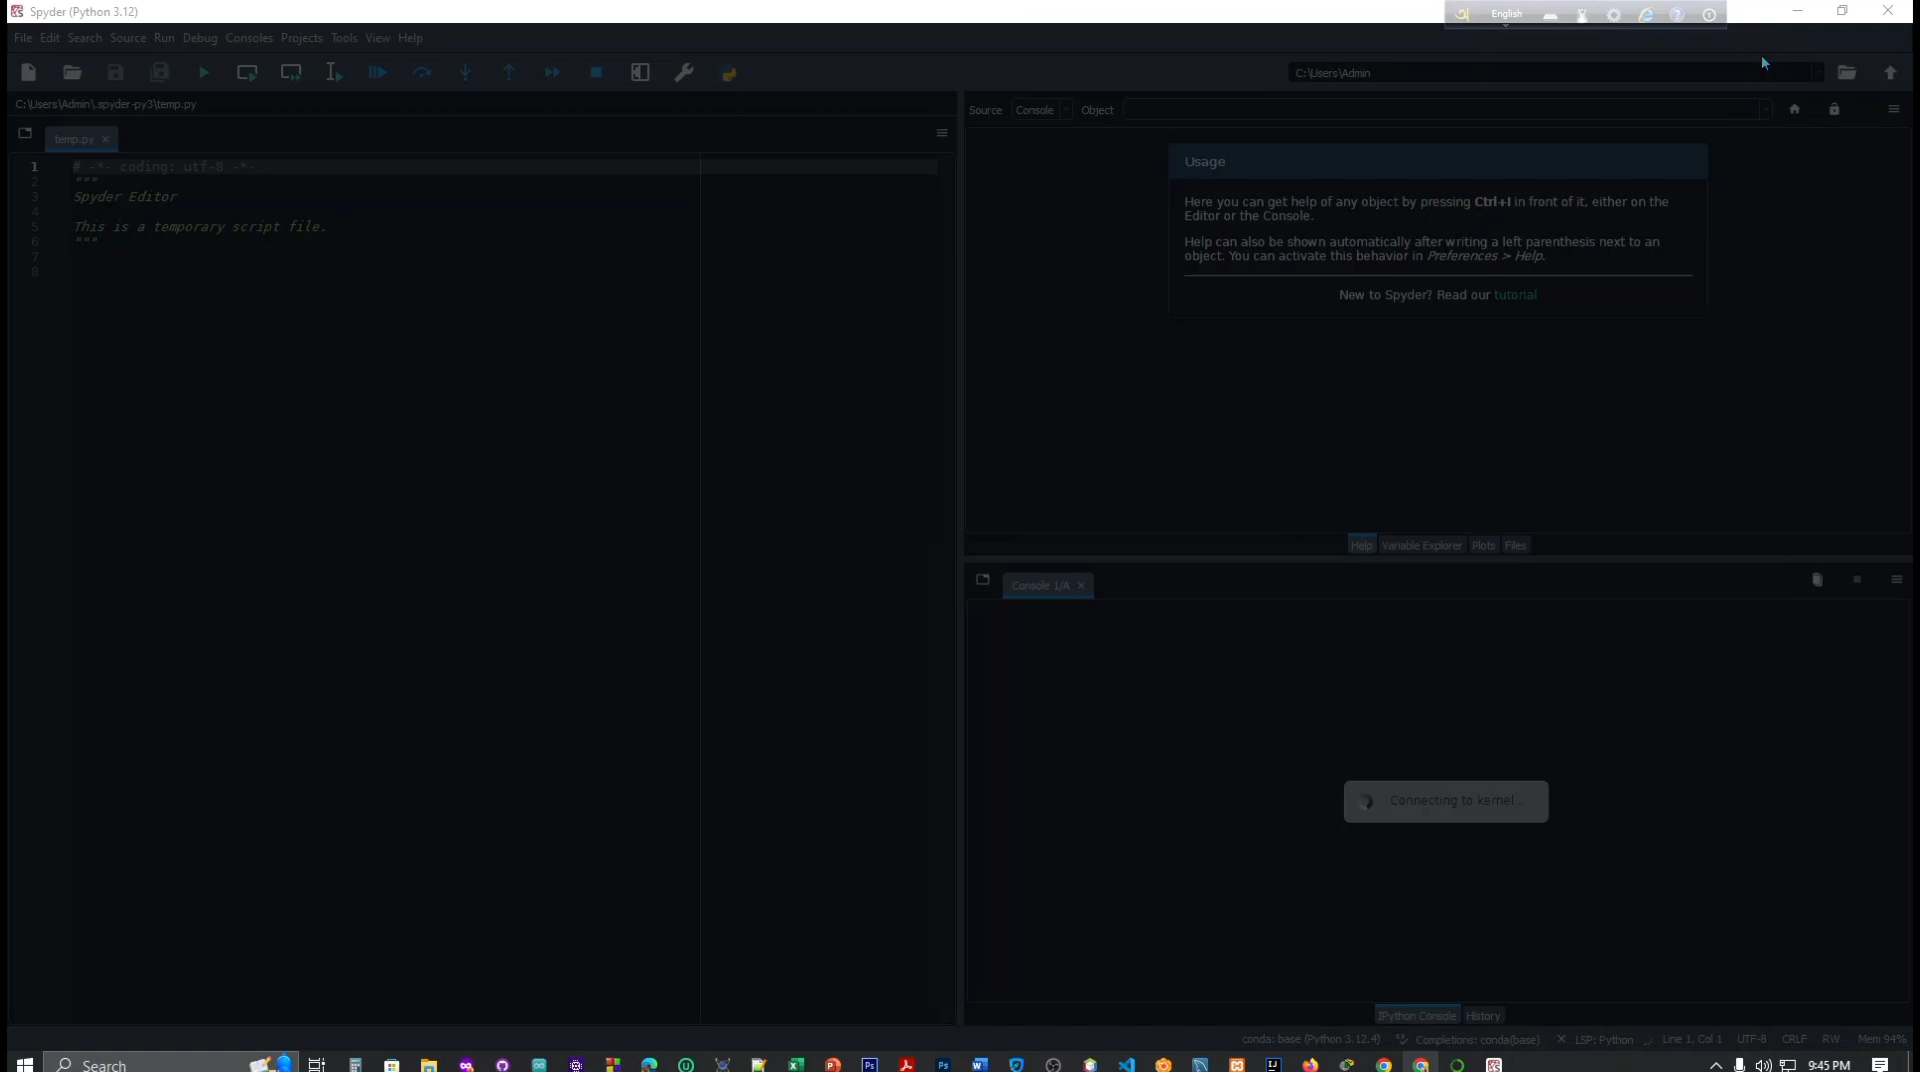 Spyder (Python 3.12)
English
File Edit Search Source Run Debug Consoles Projects Tools View Help
C:\Users\Admin
C:\Users\Admin\.spyder-py3\temp.py
temp.py
1 # -*- coding: utf-8 -*-
2 """
3 Spyder Editor
4
5 This is a temporary script file.
6 """
7
8
Source Console Object
Usage
Here you can get help of any object by pressing Ctrl+I in front of it, either on the
Editor or the Console.
Help can also be shown automatically after writing a left parenthesis next to an
object. You can activate this behavior in Preferences > Help.
New to Spyder? Read our tutorial
Help Variable Explorer Plots Files
Console 1/A
Connecting to kernel...
IPython Console History
conda: base (Python 3.12.4) Completions: conda(base) LSP: Python Line 1, Col 1 UTF-8 CRLF RW Mem 94%
Search
9:45 PM